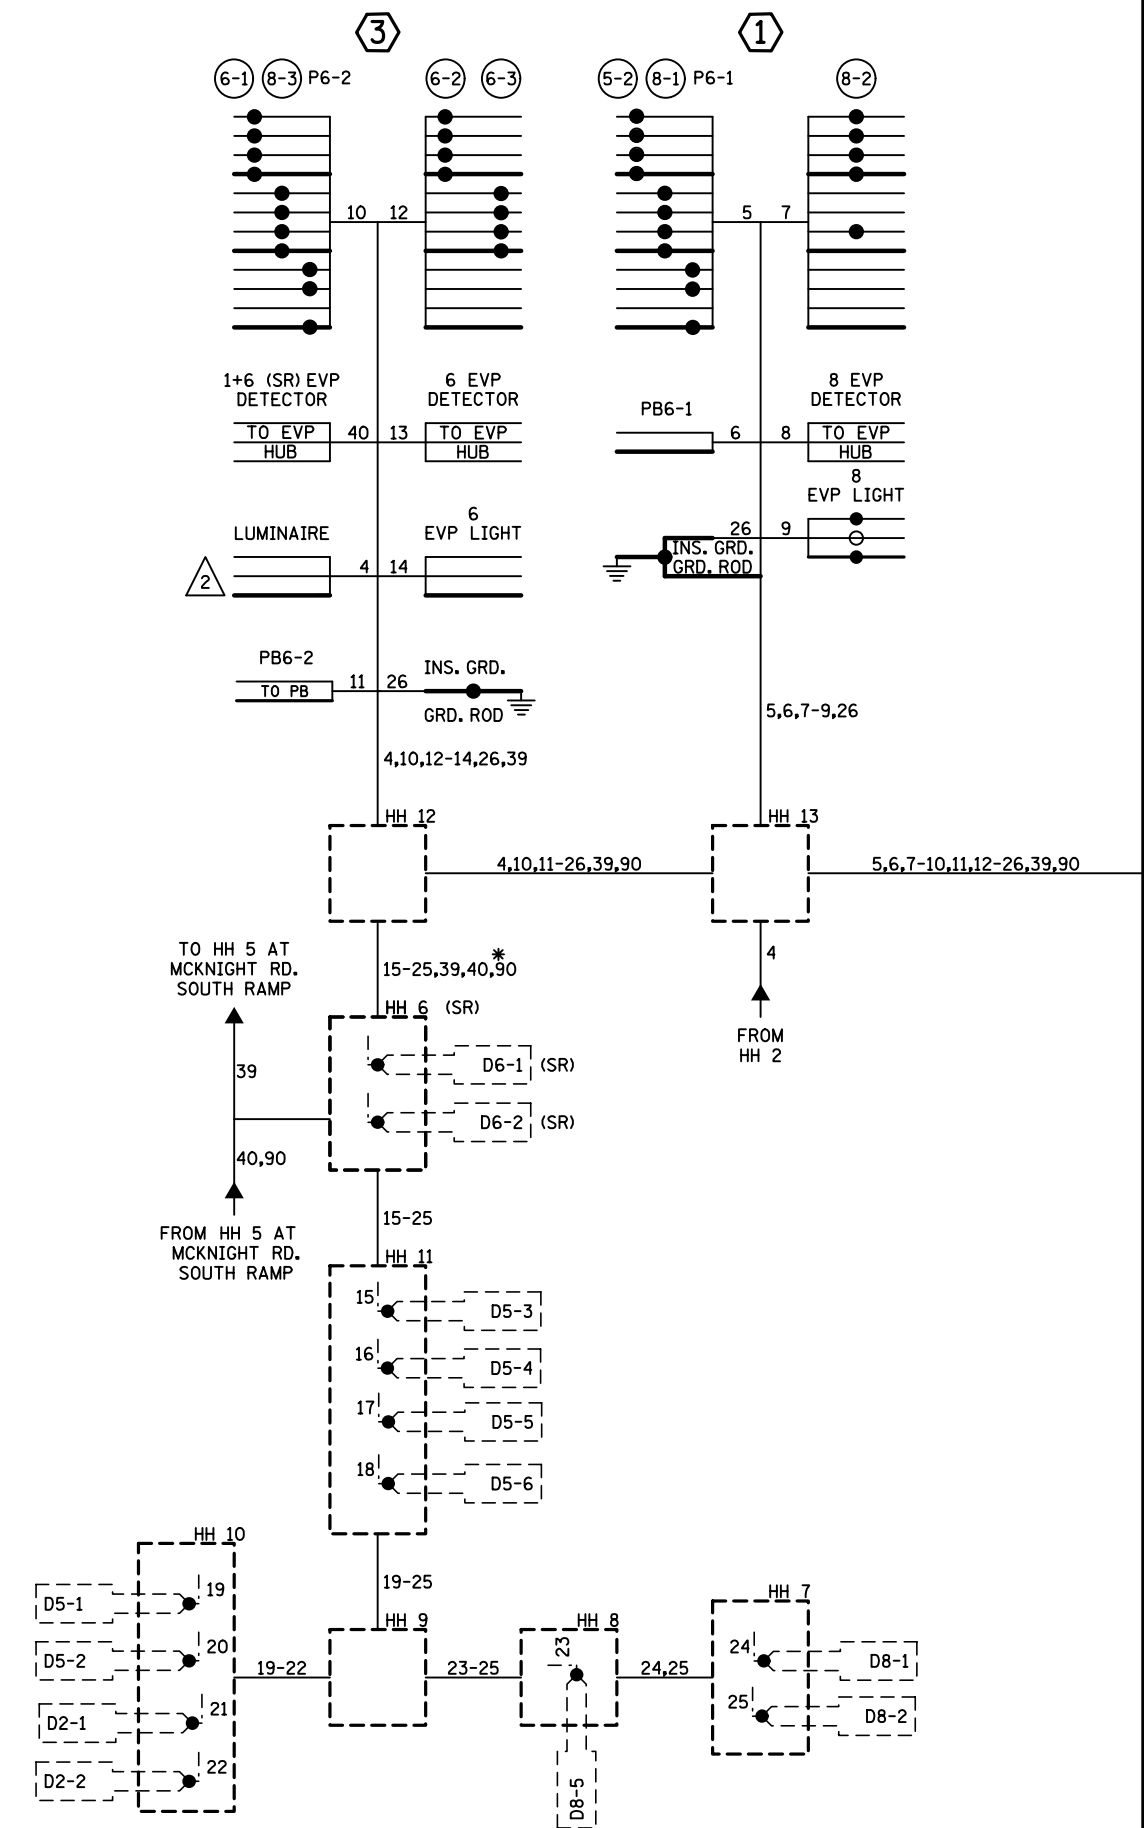 3 1
6-1 8-3 P6-2 6-2 6-3 5-2 8-1 P6-1 8-2
10 12 5 7
1+6 (SR) EVP
DETECTOR
6 EVP
DETECTOR
PB6-1
8 EVP
DETECTOR
TO EVP
HUB
40 13
TO EVP
HUB
6 8
TO EVP
HUB
LUMINAIRE
2
4 14
6
EVP LIGHT
8
EVP LIGHT
26 9
INS. GRD.
GRD. ROD
PB6-2
TO PB
11 26
INS. GRD.
GRD. ROD
5,6,7-9,26
4,10,12-14,26,39
HH 12
HH 13
4,10,11-26,39,90
5,6,7-10,11,12-26,39,90
TO HH 5 AT
MCKNIGHT RD.
SOUTH RAMP
15-25,39,40,90*
4
FROM
HH 2
HH 6 (SR)
D6-1 (SR)
D6-2 (SR)
39
40,90
FROM HH 5 AT
MCKNIGHT RD.
SOUTH RAMP
15-25
HH 11
15 D5-3
16 D5-4
17 D5-5
18 D5-6
HH 10
19-25
D5-1 19
D5-2 20
D2-1 21
D2-2 22
19-22
HH 9
23-25
HH 8
23
D8-5
24,25
HH 7
24 D8-1
25 D8-2